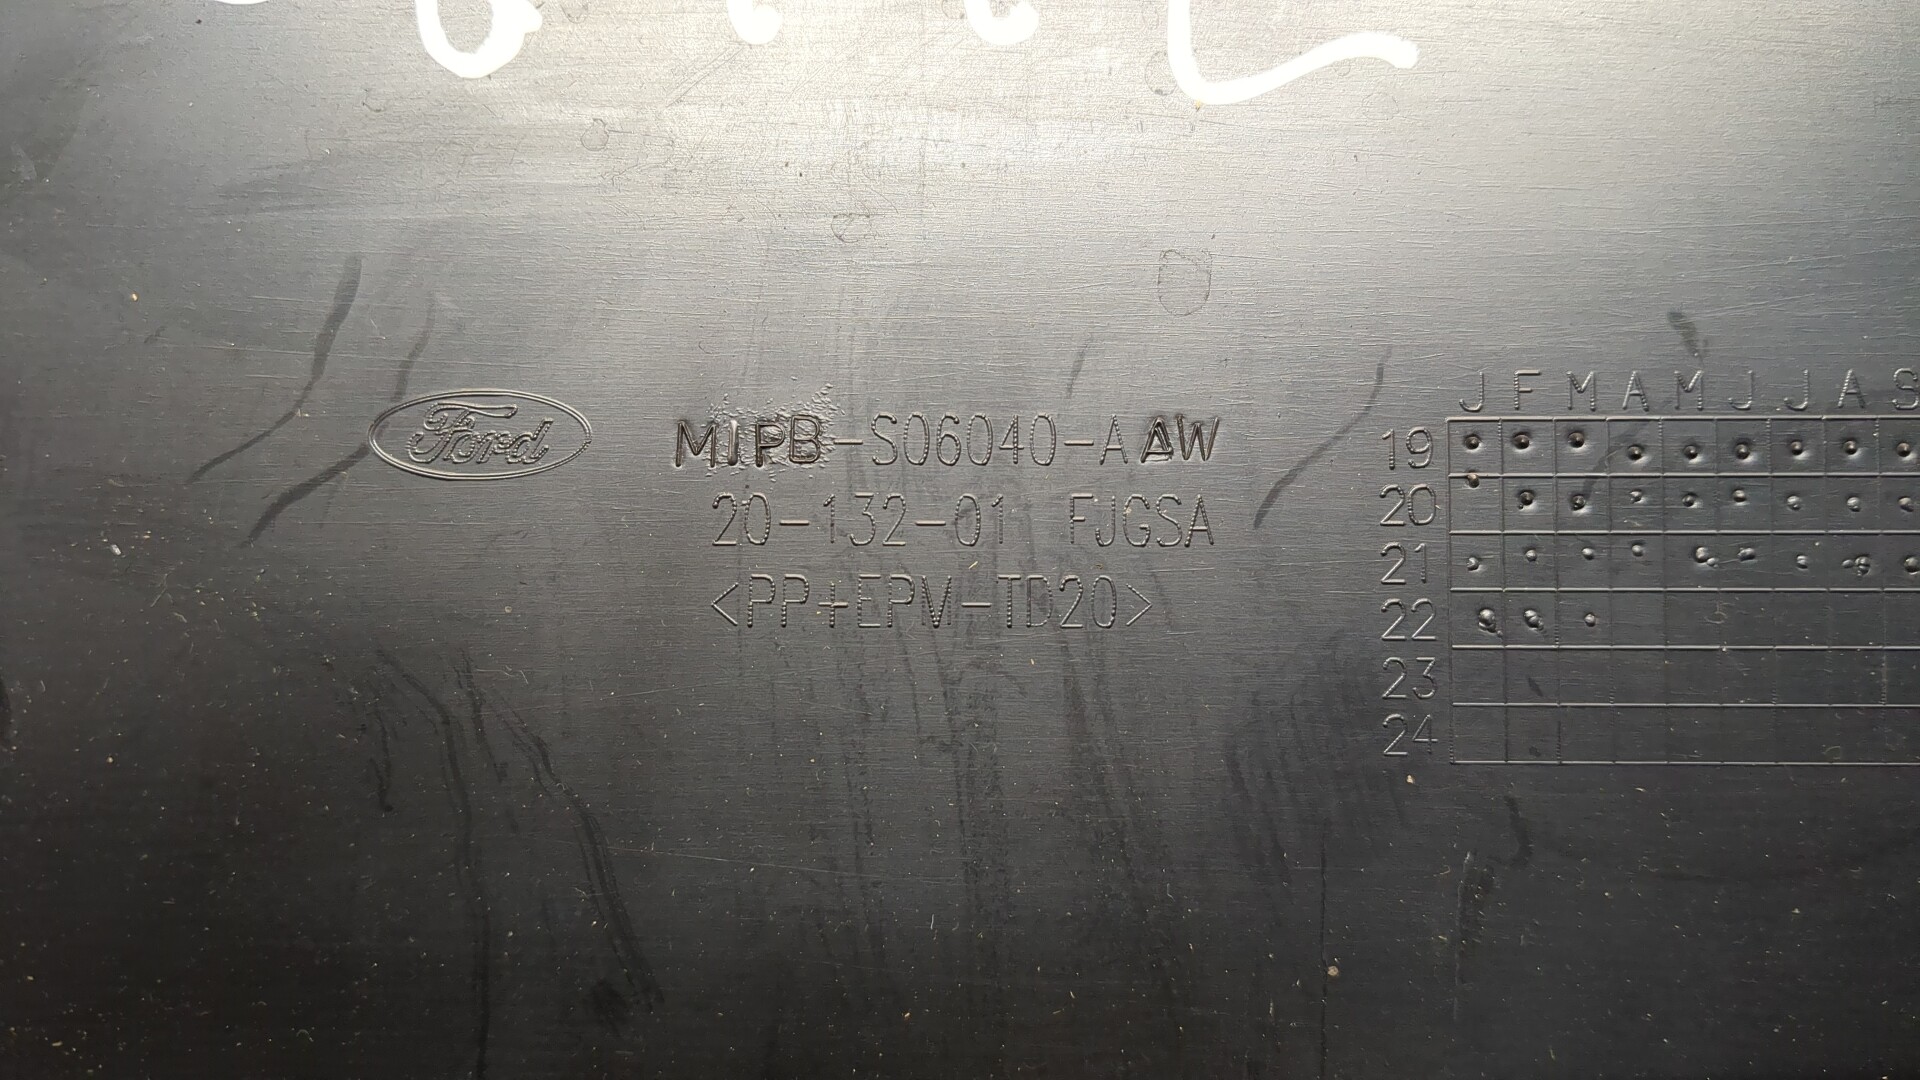 Ford
M1PB-S06040-AAW
20-132-01 FJGSA
<PP+EPM-TD20>
J F M A M J J A S
19
20
21
22
23
24